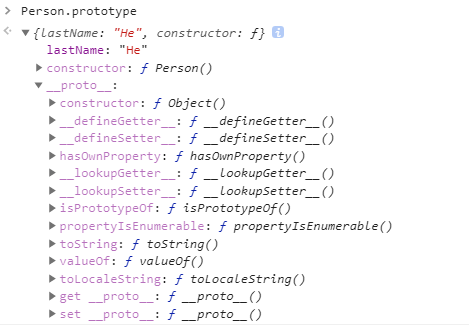 Person.prototype
{lastName: "He", constructor: ƒ} i
lastName: "He"
constructor: ƒ Person()
__proto__:
constructor: ƒ Object()
__defineGetter__: ƒ __defineGetter__()
__defineSetter__: ƒ __defineSetter__()
hasOwnProperty: ƒ hasOwnProperty()
__lookupGetter__: ƒ __lookupGetter__()
__lookupSetter__: ƒ __lookupSetter__()
isPrototypeOf: ƒ isPrototypeOf()
propertyIsEnumerable: ƒ propertyIsEnumerable()
toString: ƒ toString()
valueOf: ƒ valueOf()
toLocaleString: ƒ toLocaleString()
get __proto__: ƒ __proto__()
set __proto__: ƒ __proto__()